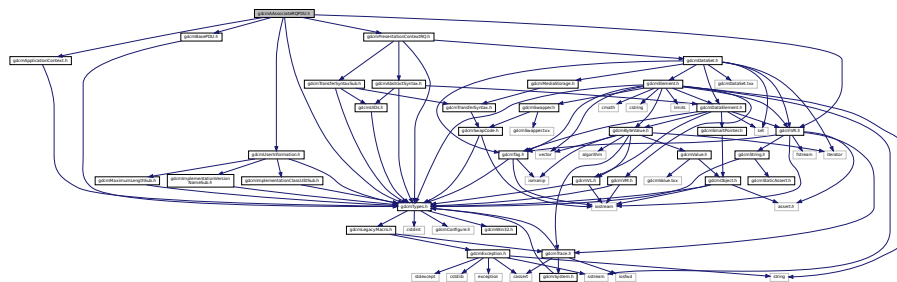 gdcmAAssociateRQPDU.h
gdcmBasePDU.h
gdcmPresentationContextRQ.h
gdcmApplicationContext.h
gdcmDataSet.h
gdcmTransferSyntaxSub.h
gdcmAbstractSyntax.h
gdcmMediaStorage.h
gdcmElement.h
gdcmDataSet.txx
gdcmUIDs.h
gdcmTransferSyntax.h
gdcmSwapper.h
cmath
cstring
limits
gdcmDataElement.h
gdcmSwapCode.h
gdcmSwapper.txx
gdcmByteValue.h
gdcmSmartPointer.h
set
gdcmVR.h
gdcmUserInformation.h
gdcmTag.h
vector
algorithm
gdcmValue.h
gdcmString.h
fstream
iterator
iomanip
gdcmMaximumLengthSub.h
gdcmImplementationVersion
NameSub.h
gdcmImplementationClassUIDSub.h
gdcmVL.h
gdcmVM.h
gdcmValue.txx
gdcmObject.h
gdcmStaticAssert.h
gdcmTypes.h
iostream
assert.h
gdcmLegacyMacro.h
cstddef
gdcmConfigure.h
gdcmWin32.h
gdcmException.h
gdcmTrace.h
stdexcept
cstdlib
exception
cassert
gdcmSystem.h
sstream
iosfwd
string